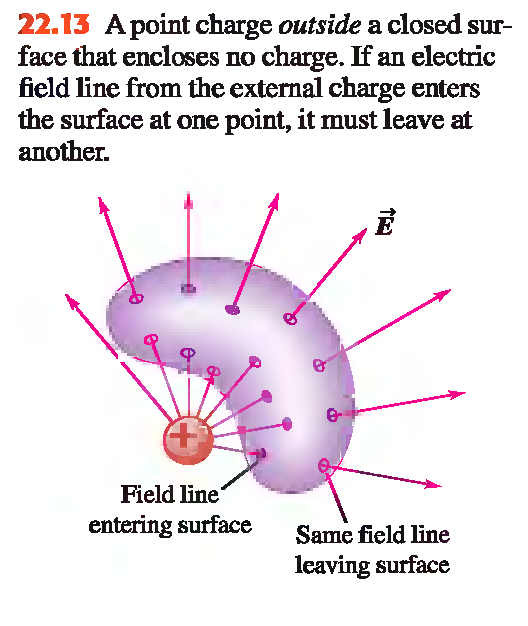 22.13 A point charge outside a closed sur-
face that encloses no charge. If an electric
field line from the external charge enters
the surface at one point, it must leave at
another.
E⃗
+
Field line
entering surface
Same field line
leaving surface